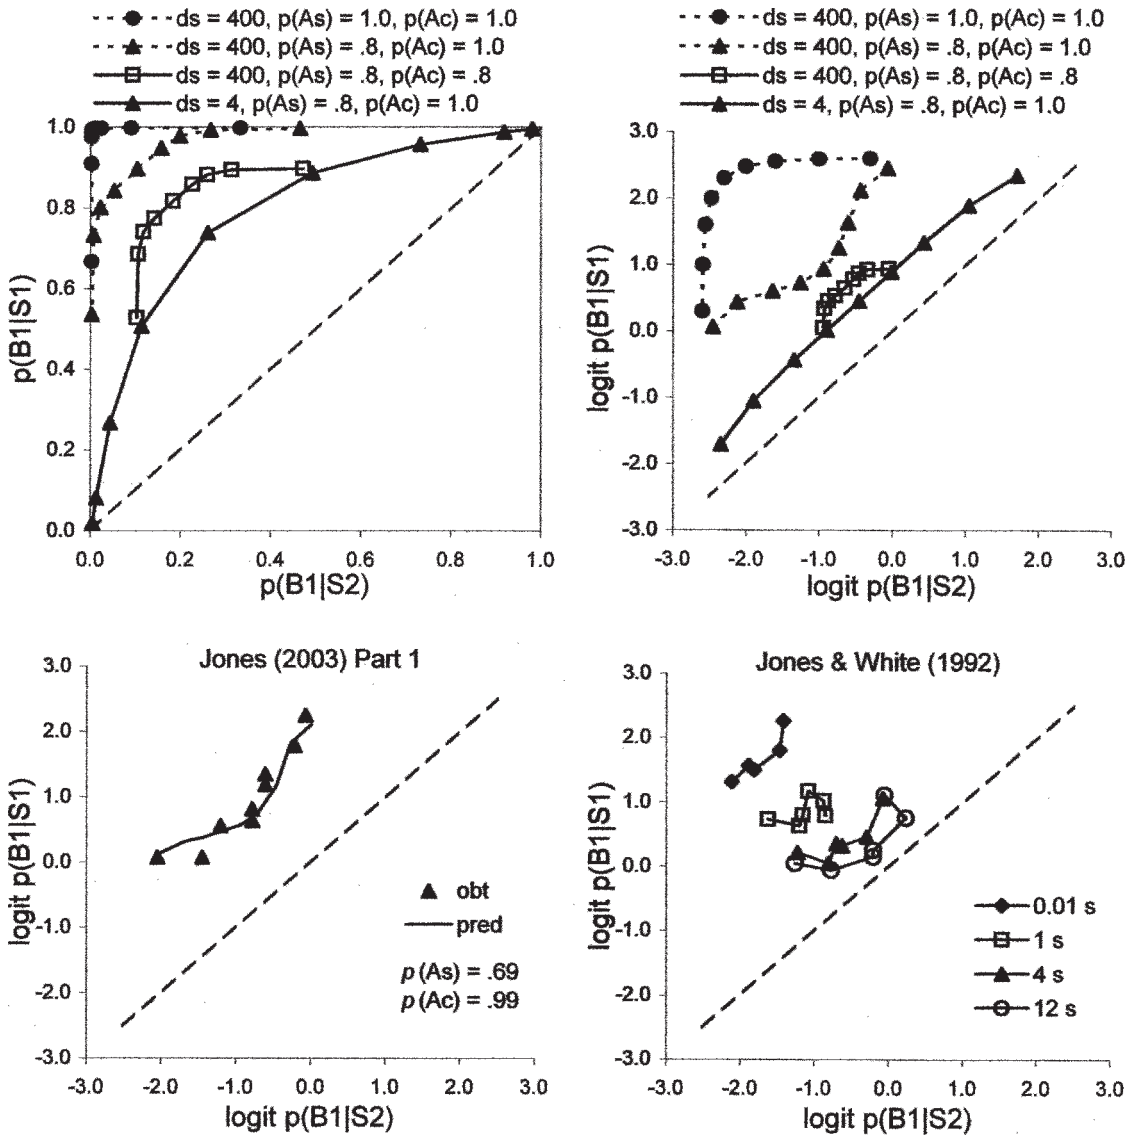 ds = 400, p(As) = 1.0, p(Ac) = 1.0
ds = 400, p(As) = .8, p(Ac) = 1.0
ds = 400, p(As) = .8, p(Ac) = .8
ds = 4, p(As) = .8, p(Ac) = 1.0
1.0
0.8
0.6
0.4
0.2
0.0
p(B1|S1)
0.0 0.2 0.4 0.6 0.8 1.0
p(B1|S2)
ds = 400, p(As) = 1.0, p(Ac) = 1.0
ds = 400, p(As) = .8, p(Ac) = 1.0
ds = 400, p(As) = .8, p(Ac) = .8
ds = 4, p(As) = .8, p(Ac) = 1.0
3.0
2.0
1.0
0.0
-1.0
-2.0
-3.0
logit p(B1|S1)
-3.0 -2.0 -1.0 0.0 1.0 2.0 3.0
logit p(B1|S2)
Jones (2003) Part 1
3.0
2.0
1.0
0.0
-1.0
-2.0
-3.0
logit p(B1|S1)
obt
pred
p (As) = .69
p (Ac) = .99
-3.0 -2.0 -1.0 0.0 1.0 2.0 3.0
logit p(B1|S2)
Jones & White (1992)
3.0
2.0
1.0
0.0
-1.0
-2.0
-3.0
logit p(B1|S1)
0.01 s
1 s
4 s
12 s
-3.0 -2.0 -1.0 0.0 1.0 2.0 3.0
logit p(B1|S2)